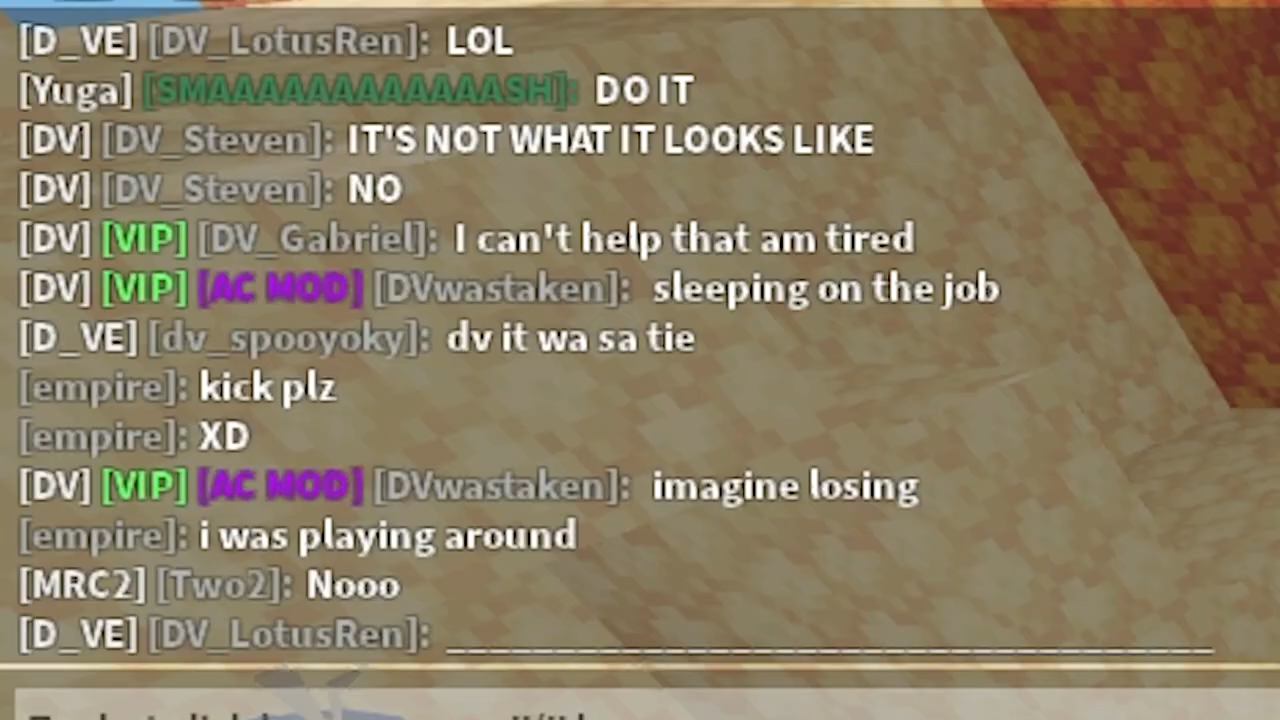 [D_VE] [DV_LotusRen]: LOL
[Yuga] [SMAAAAAAAAAAAAASH]: DO IT
[DV] [DV_Steven]: IT'S NOT WHAT IT LOOKS LIKE
[DV] [DV_Steven]: NO
[DV] [VIP] [DV_Gabriel]: I can't help that am tired
[DV] [VIP] [AC MOD] [DVwastaken]: sleeping on the job
[D_VE] [dv_spooyoky]: dv it wa sa tie
[empire]: kick plz
[empire]: XD
[DV] [VIP] [AC MOD] [DVwastaken]: imagine losing
[empire]: i was playing around
[MRC2] [Two2]: Nooo
[D_VE] [DV_LotusRen]: ___________________________________